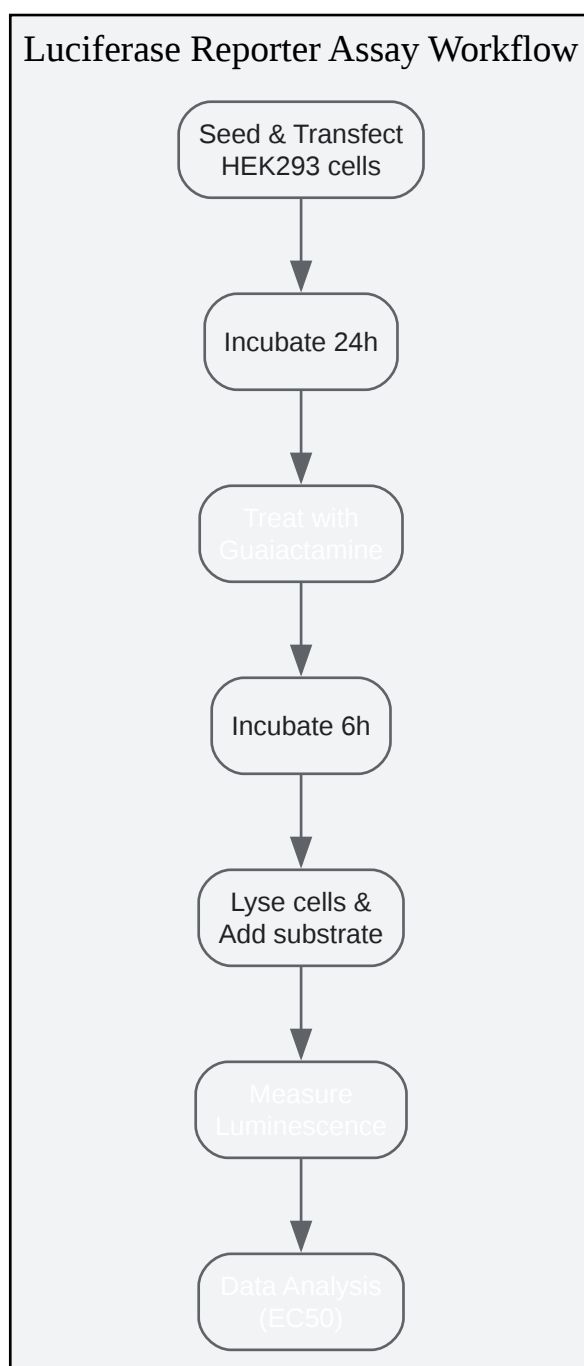 Luciferase Reporter Assay Workflow
Seed & Transfect
HEK293 cells
Incubate 24h
Treat with
Guaiactamine
Incubate 6h
Lyse cells &
Add substrate
Measure
Luminescence
Data Analysis
(EC50)